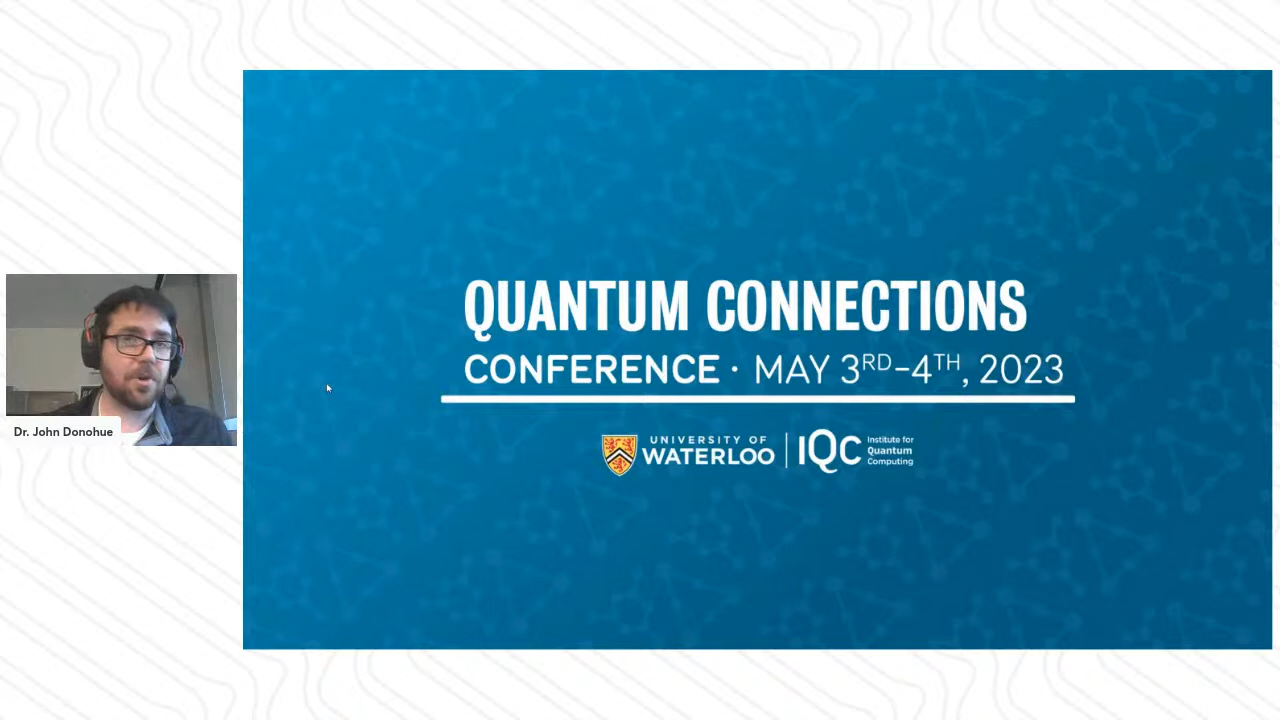 Dr. John Donohue
QUANTUM CONNECTIONS
CONFERENCE · MAY 3RD–4TH, 2023
UNIVERSITY OF
WATERLOO
IQC
Institute for
Quantum
Computing